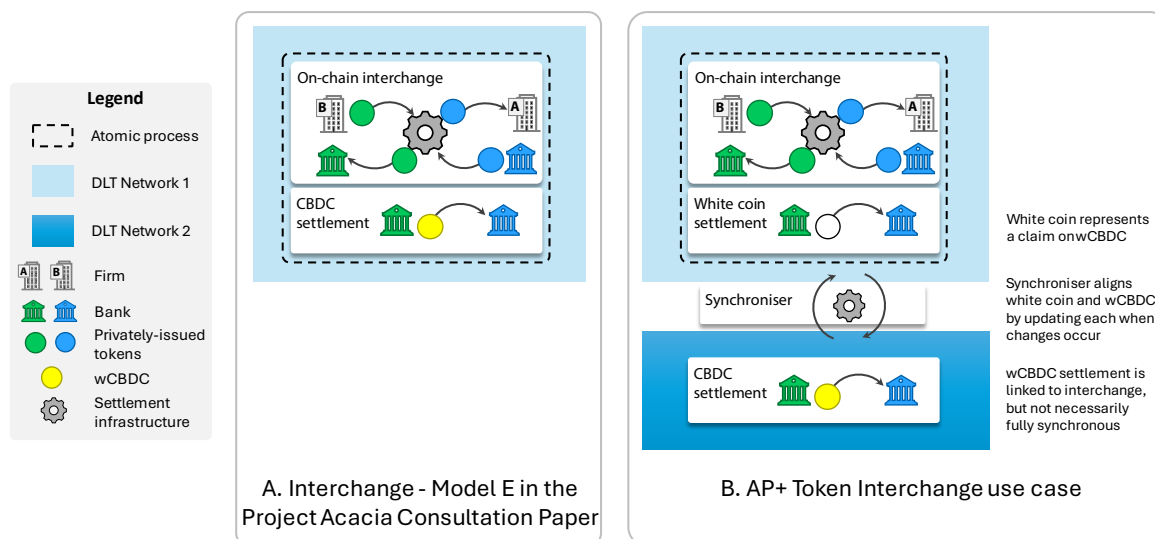 Legend
Atomic process
DLT Network 1
DLT Network 2
A B
Firm
Bank
Privately-issued
tokens
wCBDC
Settlement
infrastructure
On-chain interchange
B
A
CBDC
settlement
A. Interchange - Model E in the
Project Acacia Consultation Paper
On-chain interchange
B
A
White coin
settlement
Synchroniser
CBDC
settlement
White coin represents
a claim on wCBDC
Synchroniser aligns
white coin and wCBDC
by updating each when
changes occur
wCBDC settlement is
linked to interchange,
but not necessarily
fully synchronous
B. AP+ Token Interchange use case